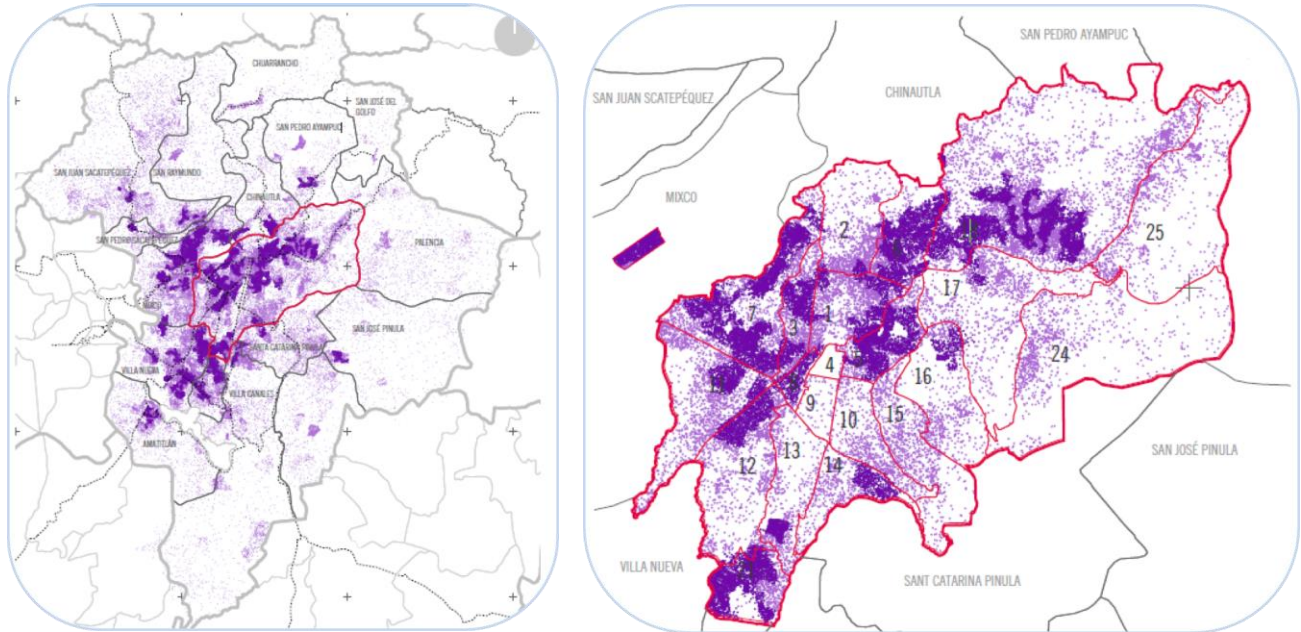 CHUARRANCHO
SAN JOSÉ DEL
GOLFO
SAN PEDRO AYAMPUC
SAN JUAN SACATEPÉQUEZ
SAN RAYMUNDO
CHINAUTLA
PALENCIA
SAN JOSÉ PINULA
SANTA CATARINA
VILLA NUEVA
VILLA CANALES
AMATITLÁN
SAN PEDRO AYAMPUC
SAN JUAN SCATEPÉQUEZ
CHINAUTLA
MIXCO
2
25
17
7
3
1
4
24
16
11
9
10
15
12
13
14
SAN JOSÉ PINULA
VILLA NUEVA
SANT CATARINA PINULA